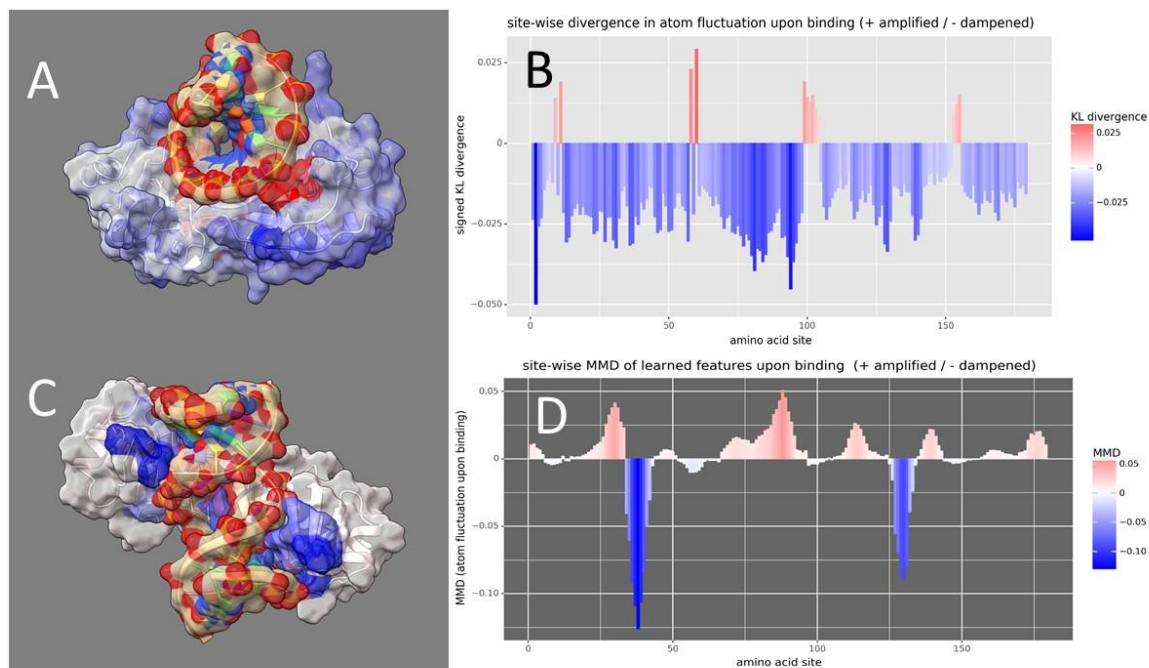 A
B
site-wise divergence in atom fluctuation upon binding (+ amplified / - dampened)
signed KL divergence
0.025
0
−0.025
−0.050
0
50
100
150
amino acid site
KL divergence
0.025
0
−0.025
C
D
site-wise MMD of learned features upon binding (+ amplified / - dampened)
MMD (atom fluctuation upon binding)
0.05
0
−0.05
−0.10
0
50
100
150
amino acid site
MMD
0.05
0
−0.05
−0.10